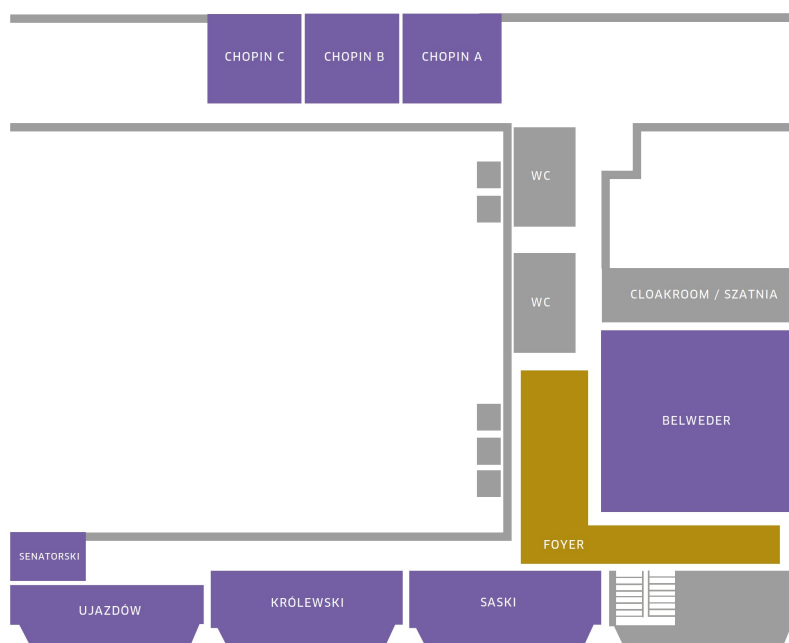 CHOPIN C
CHOPIN B
CHOPIN A
WC
WC
CLOAKROOM / SZATNIA
BELWEDER
FOYER
SENATORSKI
UJAZDÓW
KRÓLEWSKI
SASKI